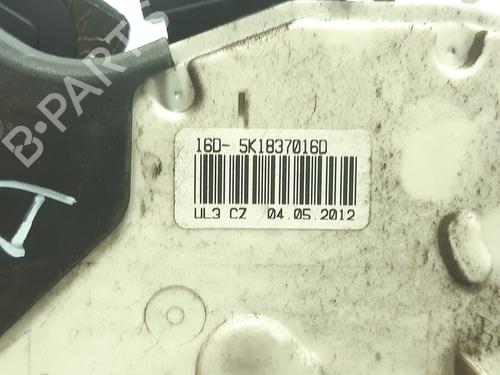 B-PARTS
16D- 5K1837016D
UL3 CZ 04.05.2012